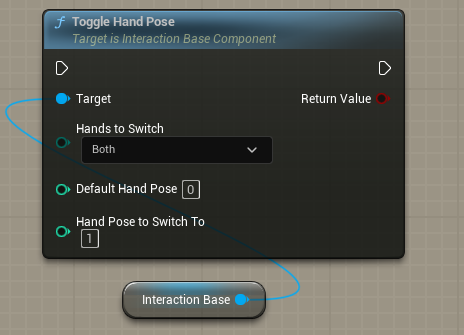 f Toggle Hand Pose
Target is Interaction Base Component
Target
Return Value
Hands to Switch
Both
Default Hand Pose 0
Hand Pose to Switch To
1
Interaction Base